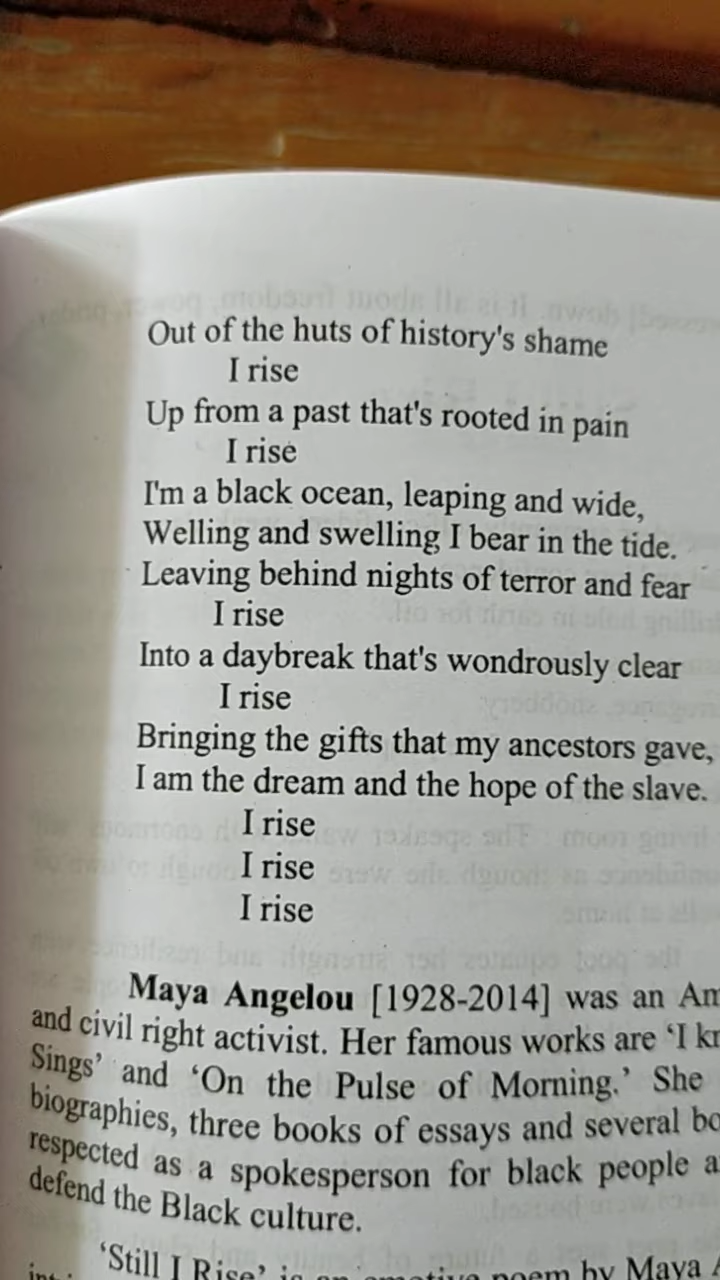 Out of the huts of history's shame
I rise
Up from a past that's rooted in pain
I rise
I'm a black ocean, leaping and wide,
Welling and swelling I bear in the tide.
Leaving behind nights of terror and fear
I rise
Into a daybreak that's wondrously clear
I rise
Bringing the gifts that my ancestors gave,
I am the dream and the hope of the slave.
I rise
I rise
I rise
Maya Angelou [1928-2014] was an
and civil right activist. Her famous works are ‘I
Sings’ and ‘On the Pulse of Morning.’ She
biographies, three books of essays and several
respected as a spokesperson for black people
defend the Black culture.
‘Still I Rise’ is an emotive poem by Maya